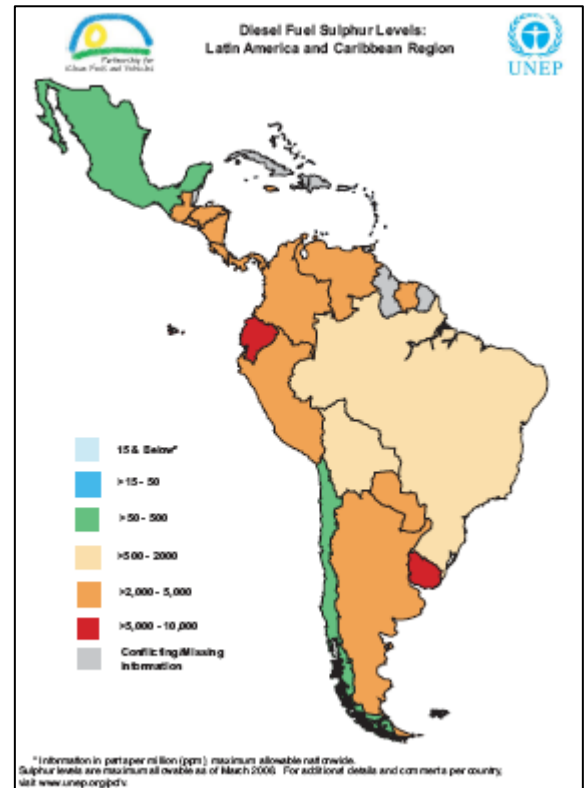 Diesel Fuel Sulphur Levels:
Latin America and Caribbean Region
Partnership for
Clean Fuels and Vehicles
UNEP
15 & Below*
>15 - 50
>50 - 500
>500 - 2000
>2,000 - 5,000
>5,000 - 10,000
Conflicting/Missing
Information
* Information in parts per million (ppm) maximum allowable nationwide.
Sulphur levels are maximum allowable as of March 2006. For additional details and comments per country,
visit www.unep.org/pcfv.